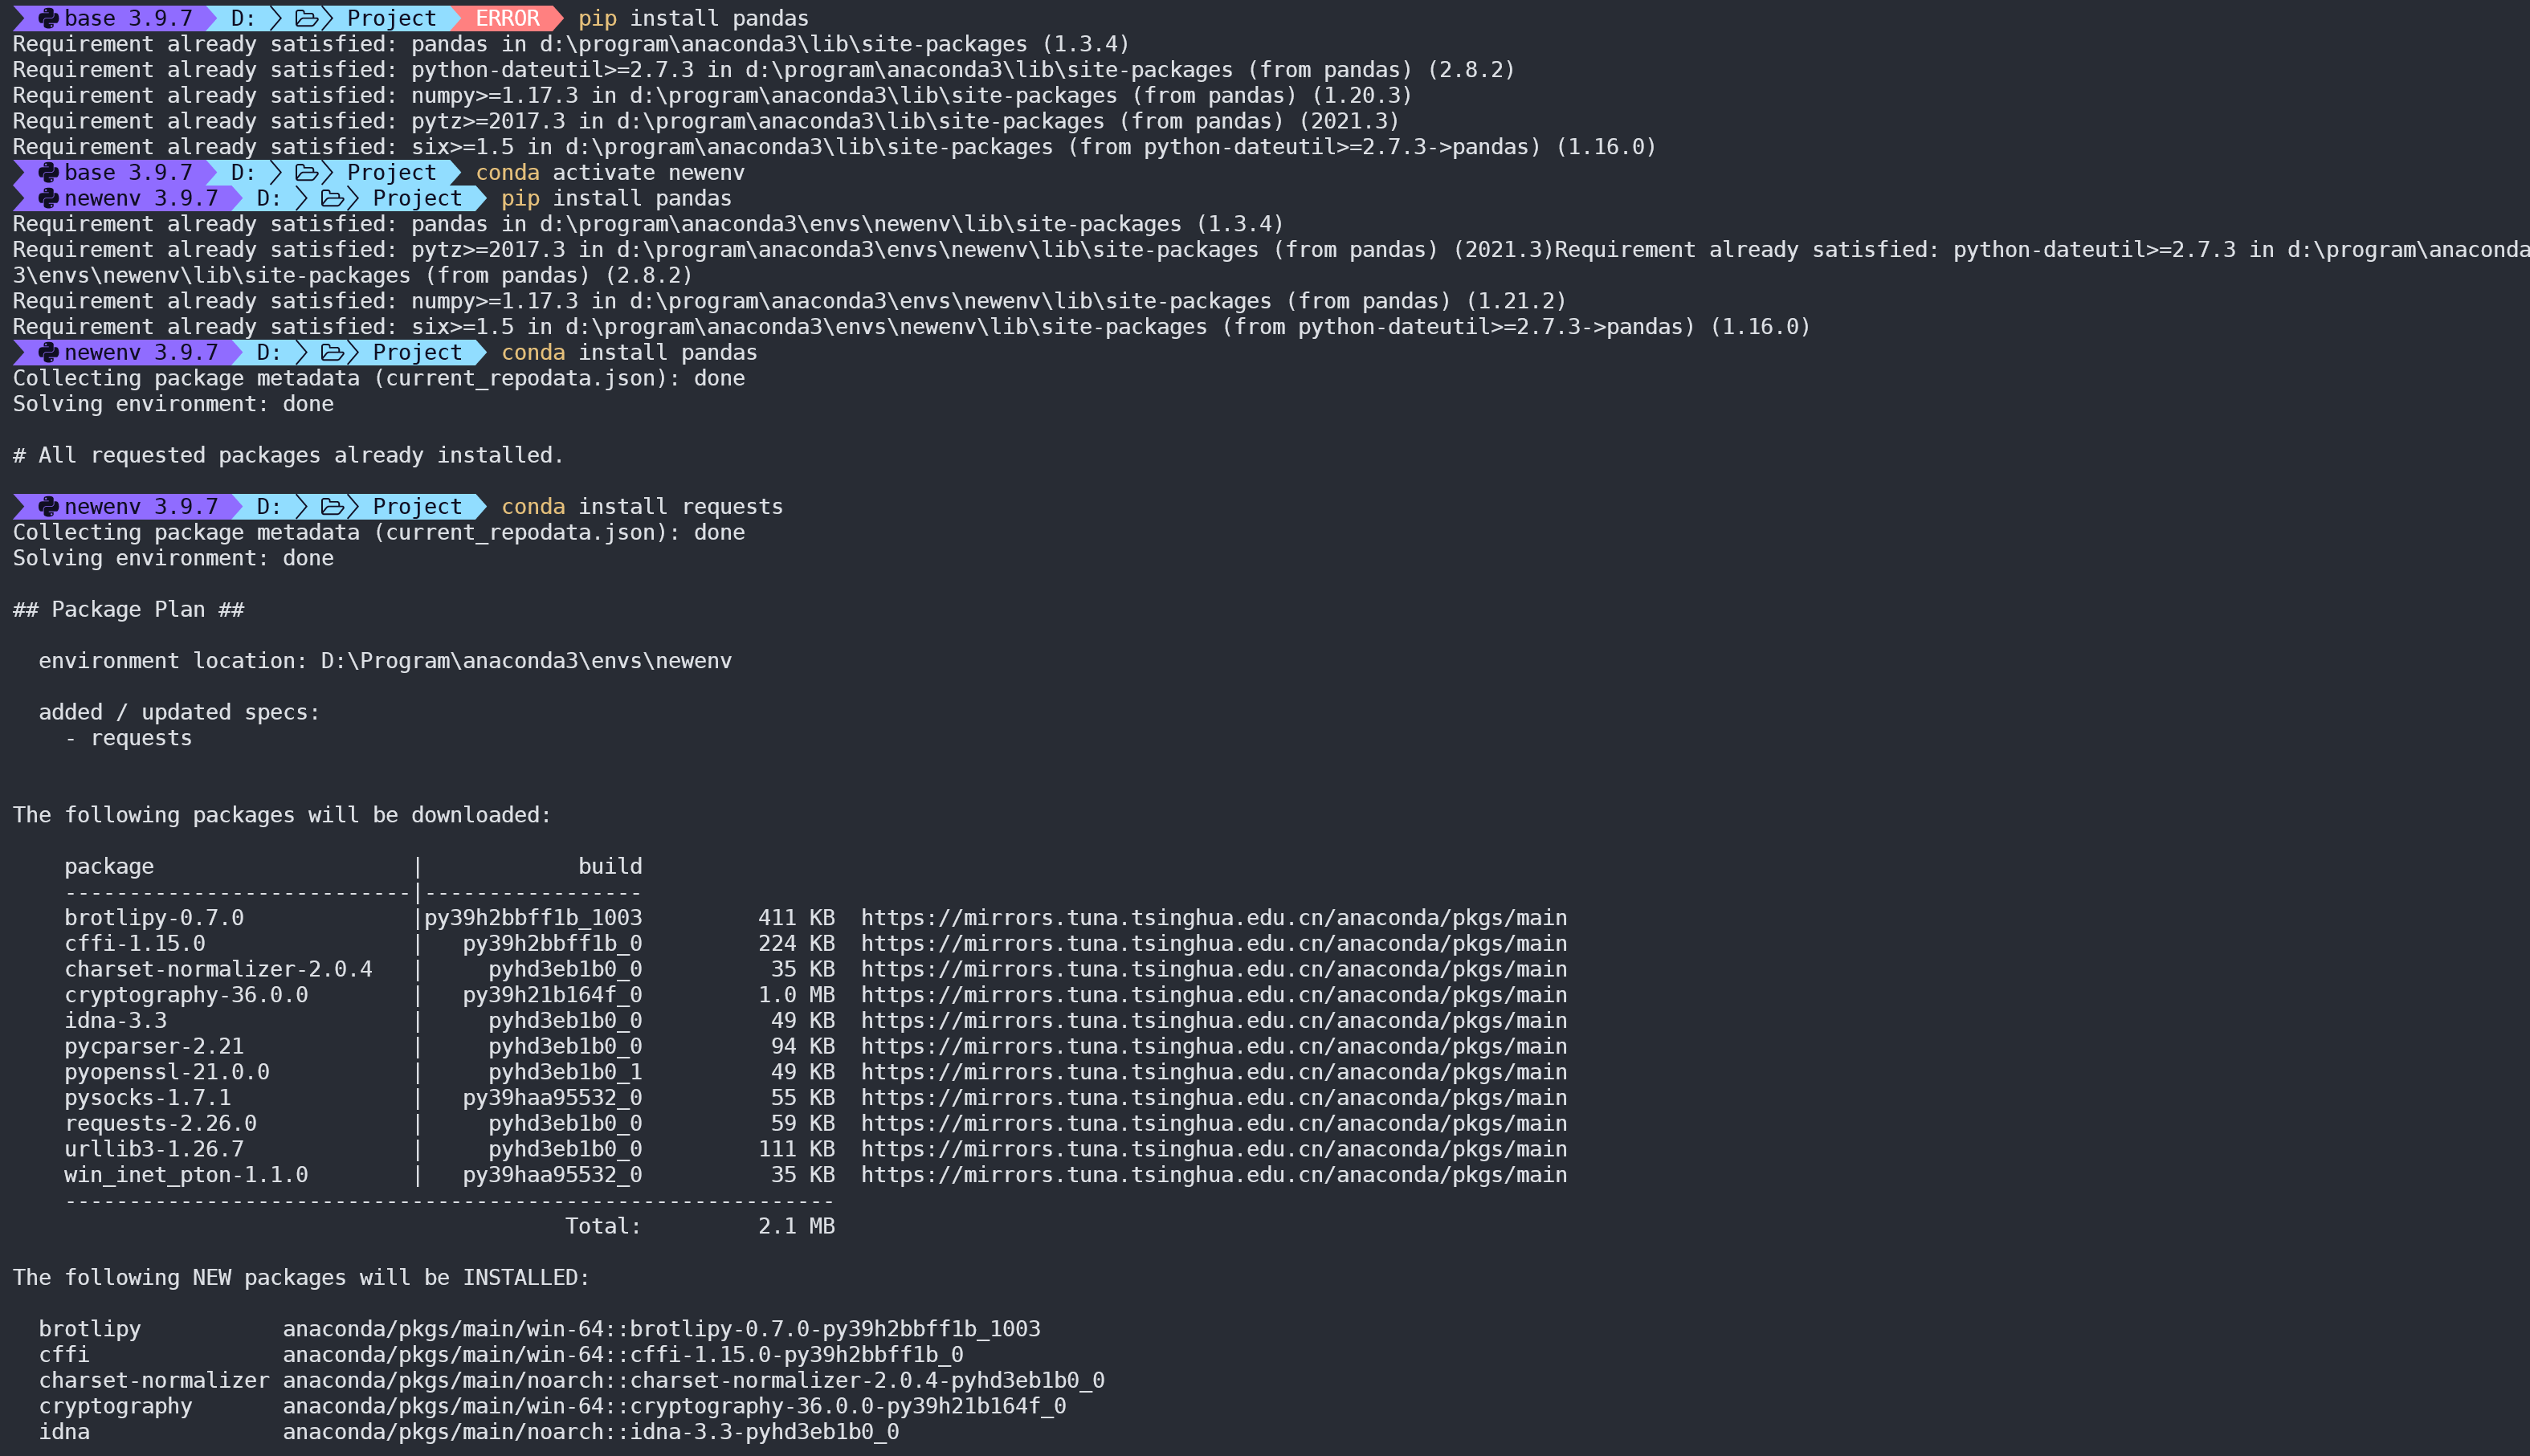 base 3.9.7 D: Project ERROR pip install pandas
Requirement already satisfied: pandas in d:\program\anaconda3\lib\site-packages (1.3.4)
Requirement already satisfied: python-dateutil>=2.7.3 in d:\program\anaconda3\lib\site-packages (from pandas) (2.8.2)
Requirement already satisfied: numpy>=1.17.3 in d:\program\anaconda3\lib\site-packages (from pandas) (1.20.3)
Requirement already satisfied: pytz>=2017.3 in d:\program\anaconda3\lib\site-packages (from pandas) (2021.3)
Requirement already satisfied: six>=1.5 in d:\program\anaconda3\lib\site-packages (from python-dateutil>=2.7.3->pandas) (1.16.0)
base 3.9.7 D: Project conda activate newenv
newenv 3.9.7 D: Project pip install pandas
Requirement already satisfied: pandas in d:\program\anaconda3\envs\newenv\lib\site-packages (1.3.4)
Requirement already satisfied: pytz>=2017.3 in d:\program\anaconda3\envs\newenv\lib\site-packages (from pandas) (2021.3)Requirement already satisfied: python-dateutil>=2.7.3 in d:\program\anaconda
3\envs\newenv\lib\site-packages (from pandas) (2.8.2)
Requirement already satisfied: numpy>=1.17.3 in d:\program\anaconda3\envs\newenv\lib\site-packages (from pandas) (1.21.2)
Requirement already satisfied: six>=1.5 in d:\program\anaconda3\envs\newenv\lib\site-packages (from python-dateutil>=2.7.3->pandas) (1.16.0)
newenv 3.9.7 D: Project conda install pandas
Collecting package metadata (current_repodata.json): done
Solving environment: done
# All requested packages already installed.
newenv 3.9.7 D: Project conda install requests
Collecting package metadata (current_repodata.json): done
Solving environment: done
## Package Plan ##
environment location: D:\Program\anaconda3\envs\newenv
added / updated specs:
- requests
The following packages will be downloaded:
package | build
---------------------------|-----------------
brotlipy-0.7.0 |py39h2bbff1b_1003 411 KB https://mirrors.tuna.tsinghua.edu.cn/anaconda/pkgs/main
cffi-1.15.0 | py39h2bbff1b_0 224 KB https://mirrors.tuna.tsinghua.edu.cn/anaconda/pkgs/main
charset-normalizer-2.0.4 | pyhd3eb1b0_0 35 KB https://mirrors.tuna.tsinghua.edu.cn/anaconda/pkgs/main
cryptography-36.0.0 | py39h21b164f_0 1.0 MB https://mirrors.tuna.tsinghua.edu.cn/anaconda/pkgs/main
idna-3.3 | pyhd3eb1b0_0 49 KB https://mirrors.tuna.tsinghua.edu.cn/anaconda/pkgs/main
pycparser-2.21 | pyhd3eb1b0_0 94 KB https://mirrors.tuna.tsinghua.edu.cn/anaconda/pkgs/main
pyopenssl-21.0.0 | pyhd3eb1b0_1 49 KB https://mirrors.tuna.tsinghua.edu.cn/anaconda/pkgs/main
pysocks-1.7.1 | py39haa95532_0 55 KB https://mirrors.tuna.tsinghua.edu.cn/anaconda/pkgs/main
requests-2.26.0 | pyhd3eb1b0_0 59 KB https://mirrors.tuna.tsinghua.edu.cn/anaconda/pkgs/main
urllib3-1.26.7 | pyhd3eb1b0_0 111 KB https://mirrors.tuna.tsinghua.edu.cn/anaconda/pkgs/main
win_inet_pton-1.1.0 | py39haa95532_0 35 KB https://mirrors.tuna.tsinghua.edu.cn/anaconda/pkgs/main
------------------------------------------------------------
Total: 2.1 MB
The following NEW packages will be INSTALLED:
brotlipy anaconda/pkgs/main/win-64::brotlipy-0.7.0-py39h2bbff1b_1003
cffi anaconda/pkgs/main/win-64::cffi-1.15.0-py39h2bbff1b_0
charset-normalizer anaconda/pkgs/main/noarch::charset-normalizer-2.0.4-pyhd3eb1b0_0
cryptography anaconda/pkgs/main/win-64::cryptography-36.0.0-py39h21b164f_0
idna anaconda/pkgs/main/noarch::idna-3.3-pyhd3eb1b0_0